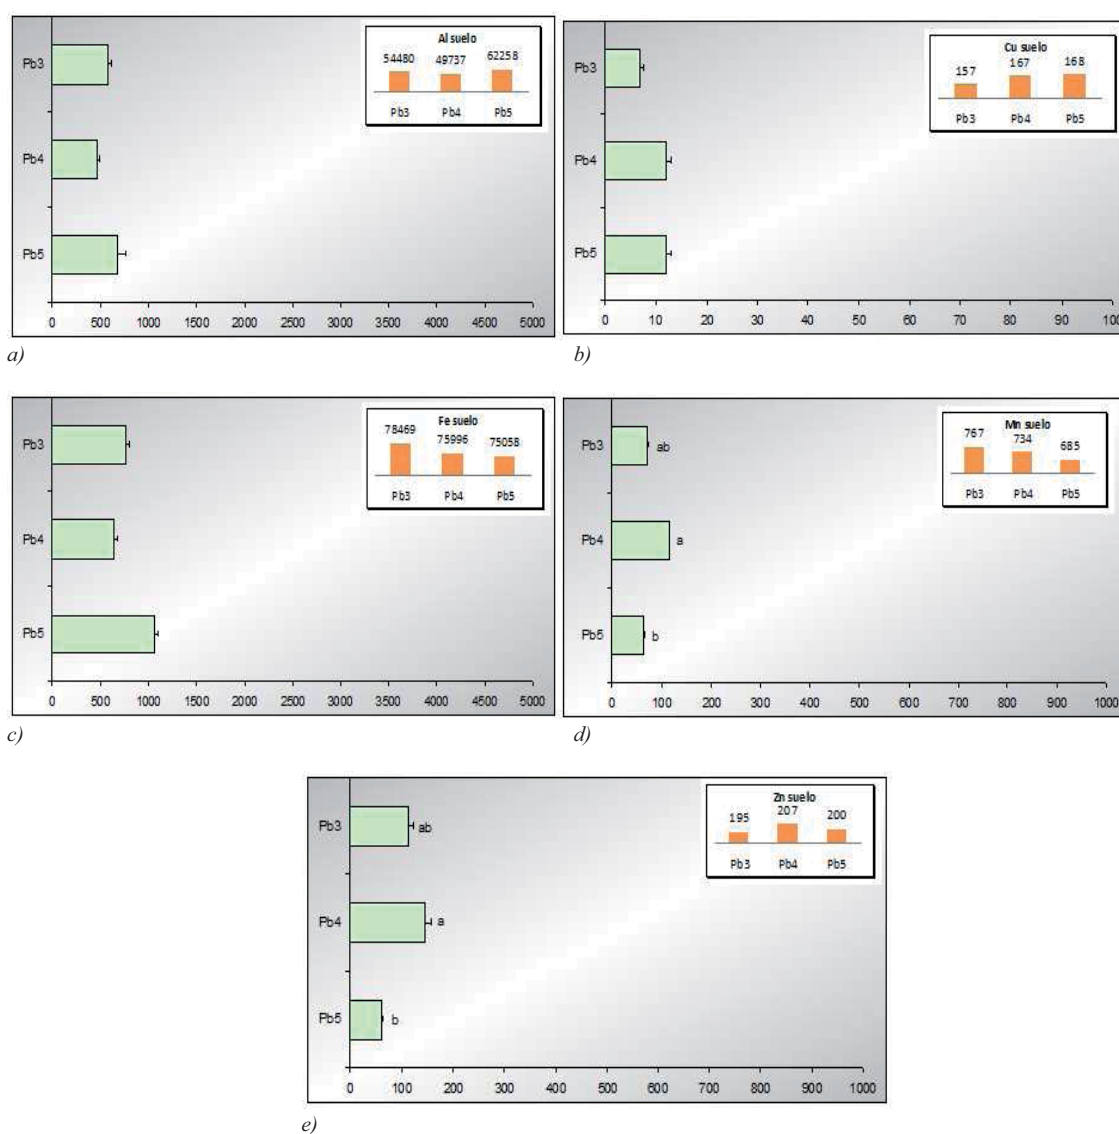 Al suelo
54480 49737 62258
Pb3 Pb4 Pb5
Pb3
Pb4
Pb5
0 500 1000 1500 2000 2500 3000 3500 4000 4500 5000
a)
Cu suelo
157 167 168
Pb3 Pb4 Pb5
Pb3
Pb4
Pb5
0 10 20 30 40 50 60 70 80 90 100
b)
Fe suelo
78469 75996 75058
Pb3 Pb4 Pb5
Pb3
Pb4
Pb5
0 500 1000 1500 2000 2500 3000 3500 4000 4500 5000
c)
Mn suelo
767 734 685
Pb3 Pb4 Pb5
Pb3 ab
Pb4 a
Pb5 b
0 100 200 300 400 500 600 700 800 900 1000
d)
Zn suelo
195 207 200
Pb3 Pb4 Pb5
Pb3 ab
Pb4 a
Pb5 b
0 100 200 300 400 500 600 700 800 900 1000
e)